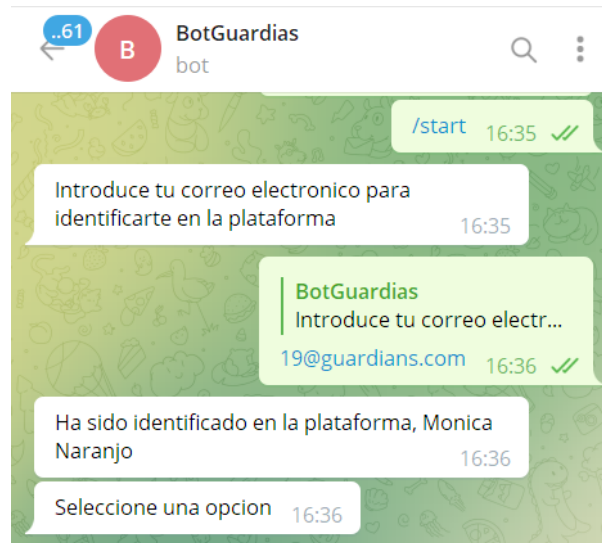 ..61
B
BotGuardias
bot
/start 16:35
Introduce tu correo electronico para
identificarte en la plataforma 16:35
BotGuardias
Introduce tu correo electr...
19@guardians.com 16:36
Ha sido identificado en la plataforma, Monica
Naranjo 16:36
Seleccione una opcion 16:36